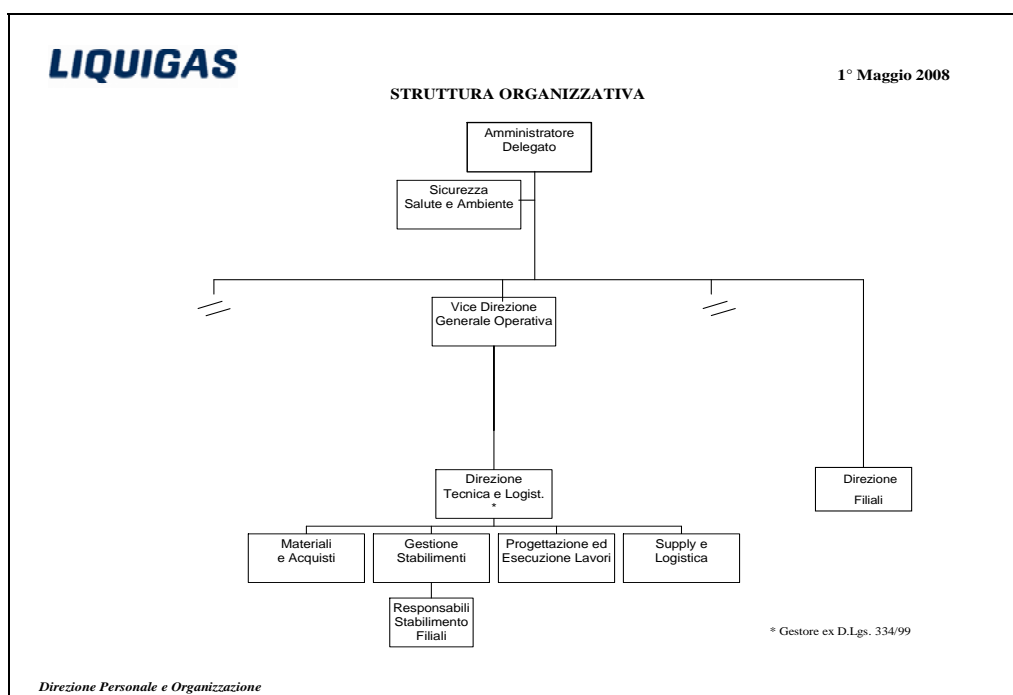 LIQUIGAS
1° Maggio 2008
STRUTTURA ORGANIZZATIVA
Amministratore
Delegato
Sicurezza
Salute e Ambiente
Vice Direzione
Generale Operativa
Direzione
Tecnica e Logist.
*
Direzione
Filiali
Materiali
e Acquisti
Gestione
Stabilimenti
Progettazione ed
Esecuzione Lavori
Supply e
Logistica
Responsabili
Stabilimento
Filiali
* Gestore ex D.Lgs. 334/99
Direzione Personale e Organizzazione